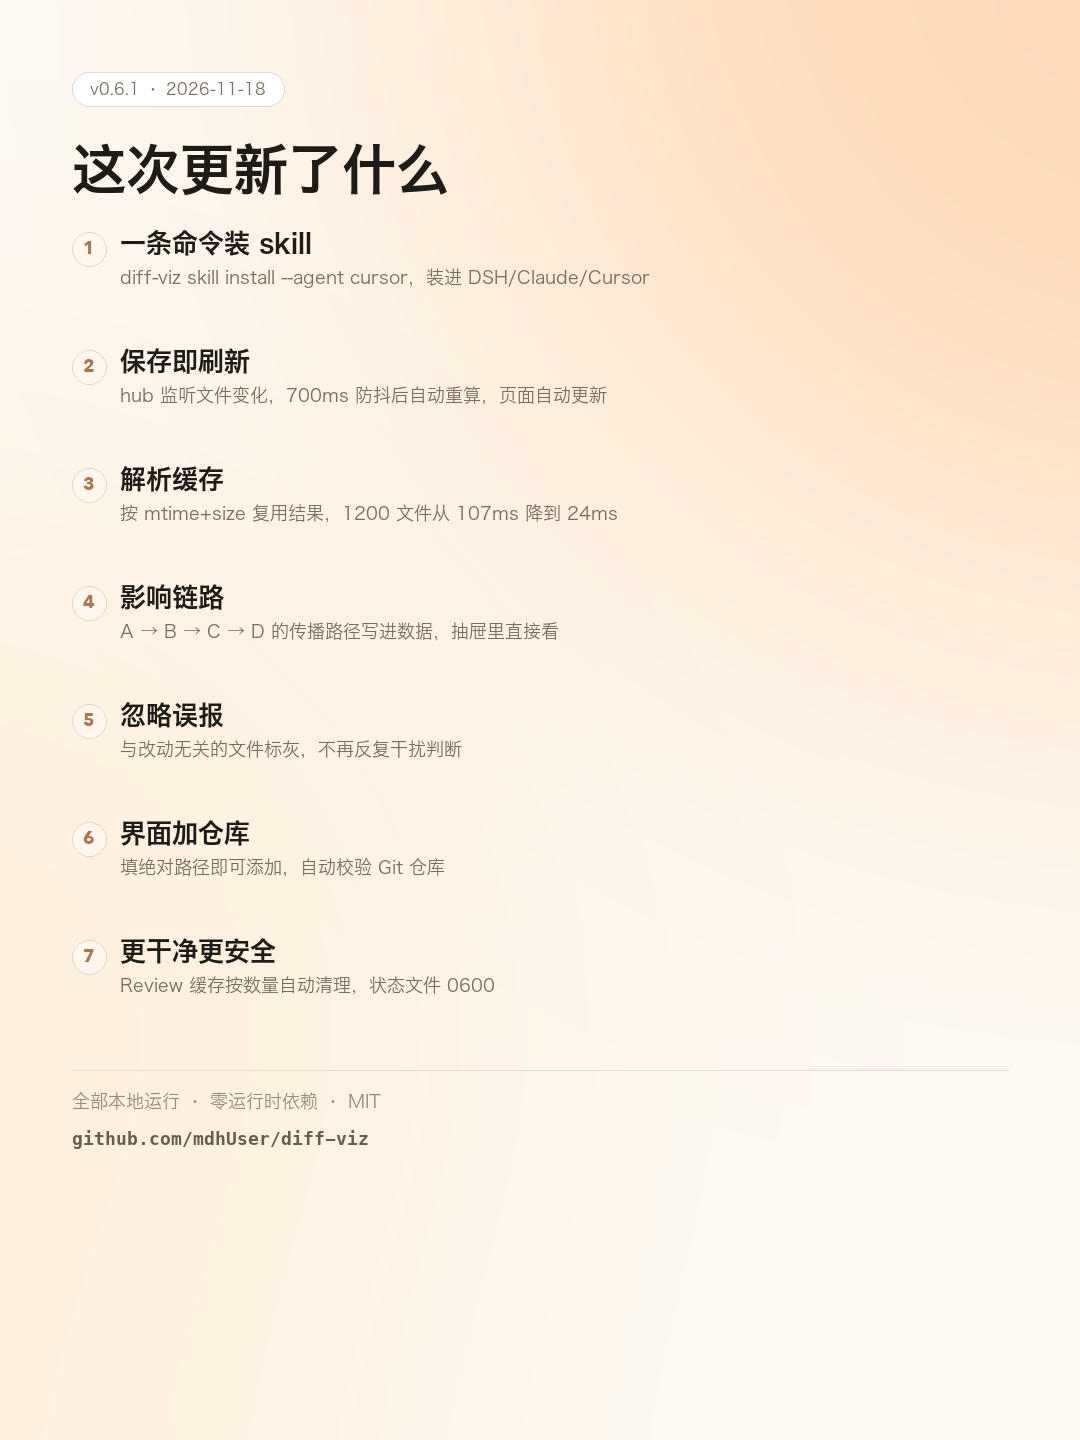 v0.6.1 · 2026-11-18
这次更新了什么
1 一条命令装 skill
diff-viz skill install --agent cursor，装进 DSH/Claude/Cursor
2 保存即刷新
hub 监听文件变化，700ms 防抖后自动重算，页面自动更新
3 解析缓存
按 mtime+size 复用结果，1200 文件从 107ms 降到 24ms
4 影响链路
A → B → C → D 的传播路径写进数据，抽屉里直接看
5 忽略误报
与改动无关的文件标灰，不再反复干扰判断
6 界面加仓库
填绝对路径即可添加，自动校验 Git 仓库
7 更干净更安全
Review 缓存按数量自动清理，状态文件 0600
全部本地运行 · 零运行时依赖 · MIT
github.com/mdhUser/diff-viz